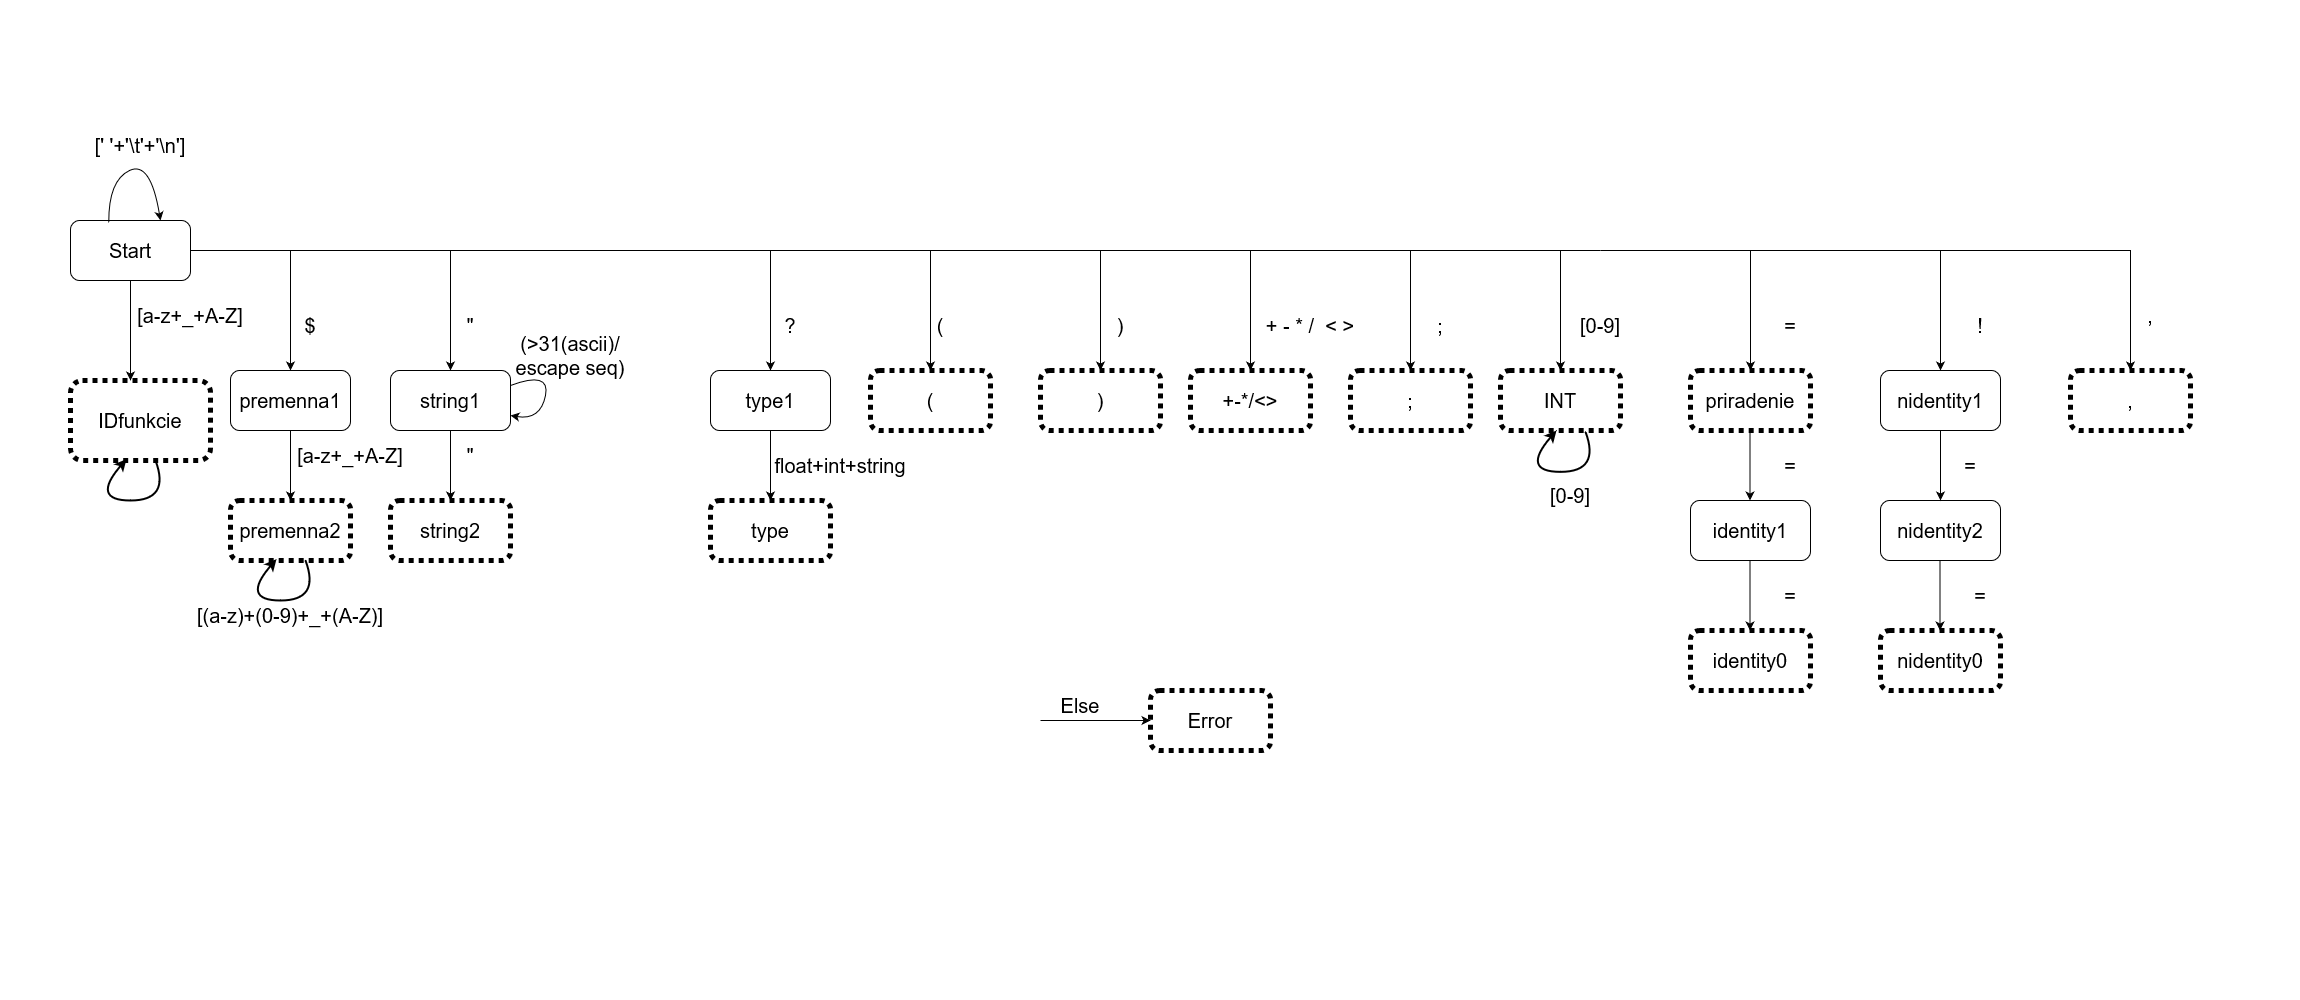 [' '+'\t'+'\n']
Start
[a-z+_+A-Z]
$
"
?
(
)
+ - * /  < >
;
[0-9]
=
!
,
(>31(ascii)/
escape seq)
IDfunkcie
premenna1
string1
type1
(
)
+-*/<>
;
INT
priradenie
nidentity1
,
[a-z+_+A-Z]
"
float+int+string
[0-9]
=
=
premenna2
string2
type
identity1
nidentity2
[(a-z)+(0-9)+_+(A-Z)]
=
=
identity0
nidentity0
Else
Error